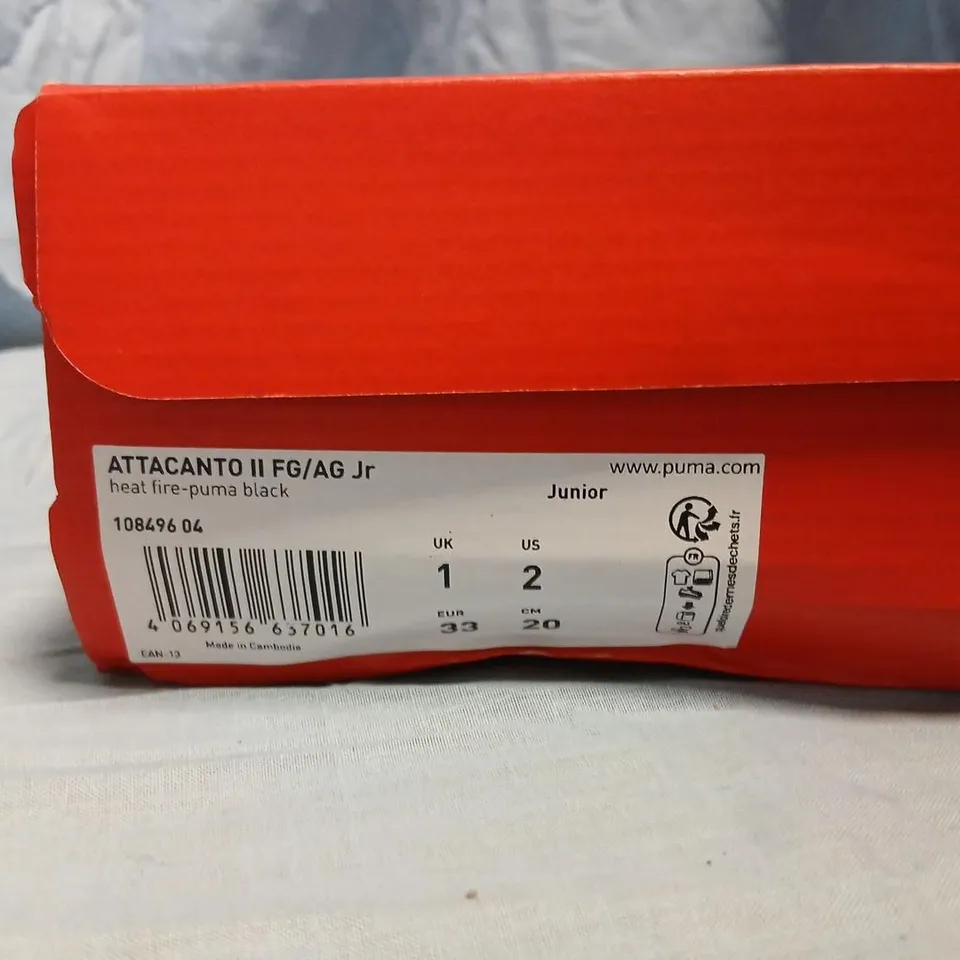 ATTACANTO II FG/AG Jr
www.puma.com
heat fire-puma black
Junior
108496 04
UK
US
1
2
EUR
CM
33
20
4 069156 637016
EAN-13
Made in Cambodia
FR
quefairedemesdechets.fr